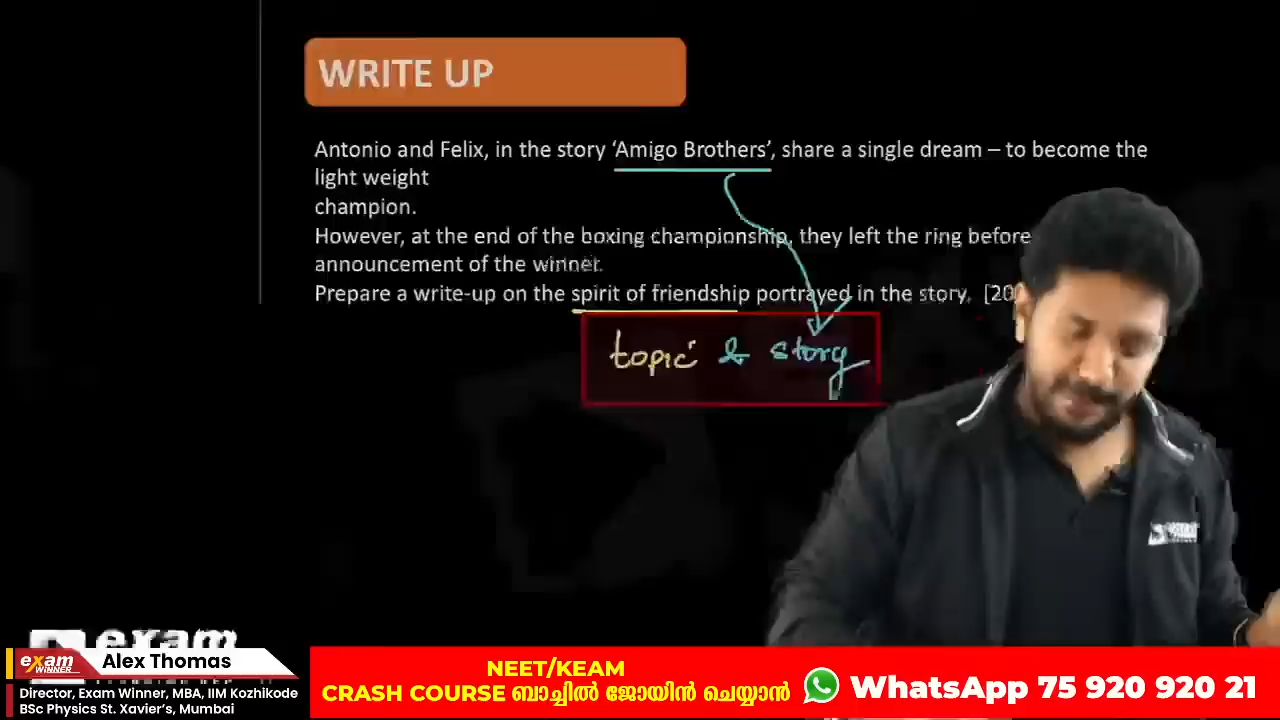 WRITE UP
Antonio and Felix, in the story ‘Amigo Brothers’, share a single dream – to become the
light weight
champion.
However, at the end of the boxing championship, they left the ring before
announcement of the winner.
Prepare a write-up on the spirit of friendship portrayed in the story, [20
topic & story
exam
exam
WINNER
Alex Thomas
Director, Exam Winner, MBA, IIM Kozhikode
BSc Physics St. Xavier’s, Mumbai
NEET/KEAM
CRASH COURSE ബാച്ചിൽ ജോയിൻ ചെയ്യാൻ
WhatsApp 75 920 920 21